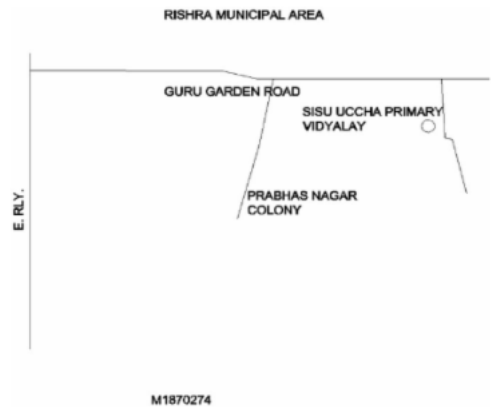 RISHRA MUNICIPAL AREA
GURU GARDEN ROAD
SISU UCCHA PRIMARY
VIDYALAY
PRABHAS NAGAR
COLONY
E. RLY.
M1870274